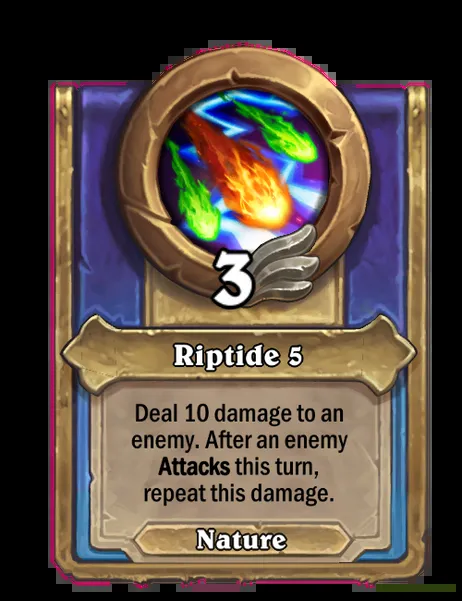 3
Riptide 5
Deal 10 damage to an
enemy. After an enemy
Attacks this turn,
repeat this damage.
Nature